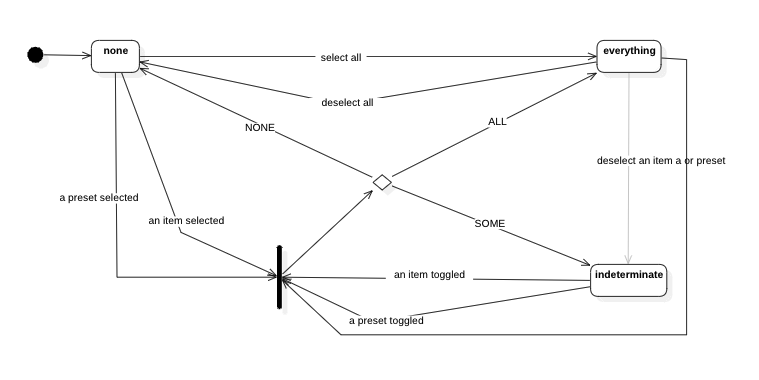 none
everything
select all
deselect all
NONE
ALL
deselect an item a or preset
a preset selected
an item selected
SOME
an item toggled
indeterminate
a preset toggled